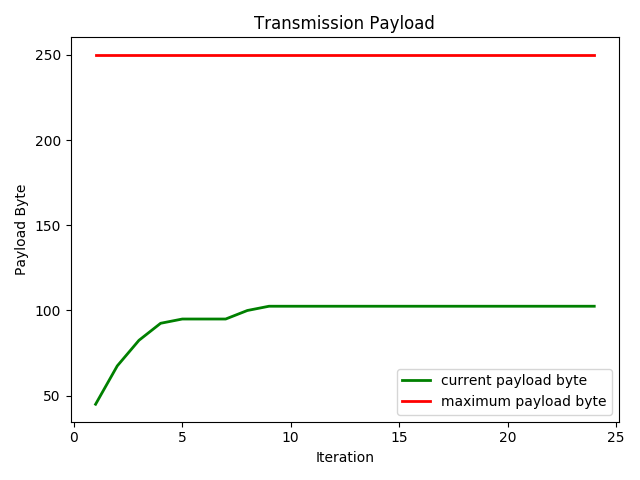 Transmission Payload
250
200
150
100
50
Payload Byte
0
5
10
15
20
25
Iteration
current payload byte
maximum payload byte